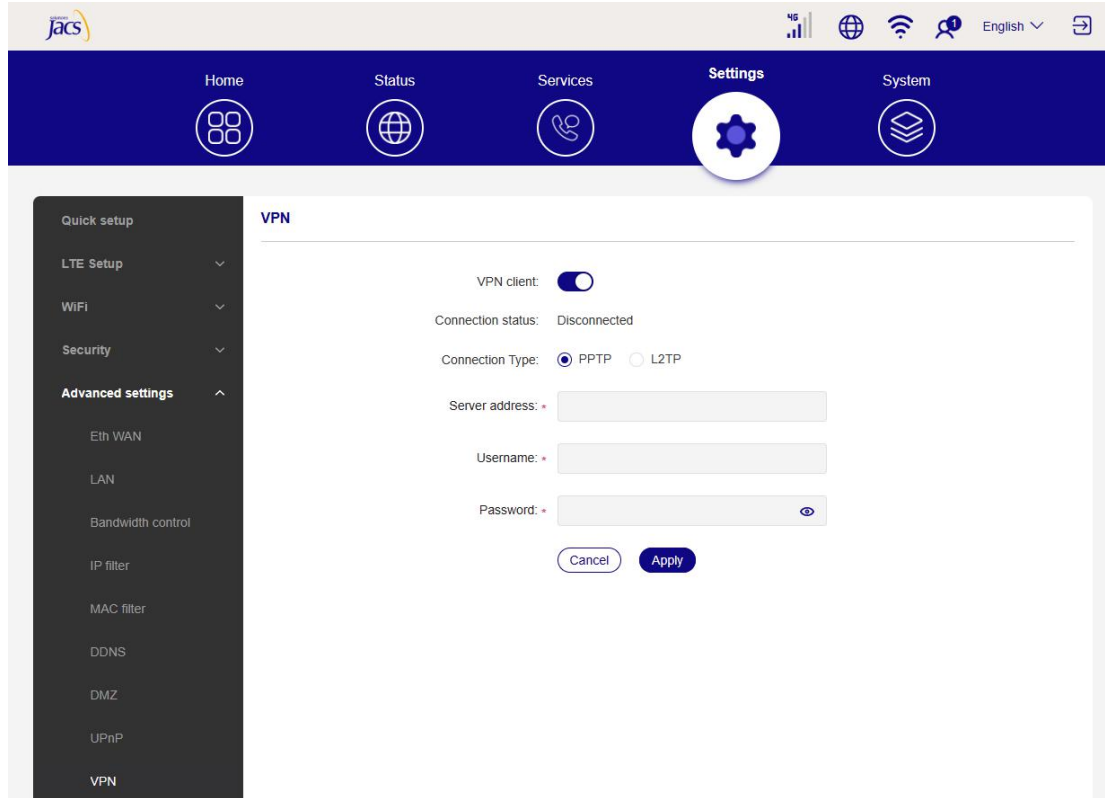 jacs
4G
1
English
Home
Status
Services
Settings
System
Quick setup
LTE Setup
WiFi
Security
Advanced settings
Eth WAN
LAN
Bandwidth control
IP filter
MAC filter
DDNS
DMZ
UPnP
VPN
VPN
VPN client:
Connection status: Disconnected
Connection Type: PPTP L2TP
Server address: *
Username: *
Password: *
Cancel Apply